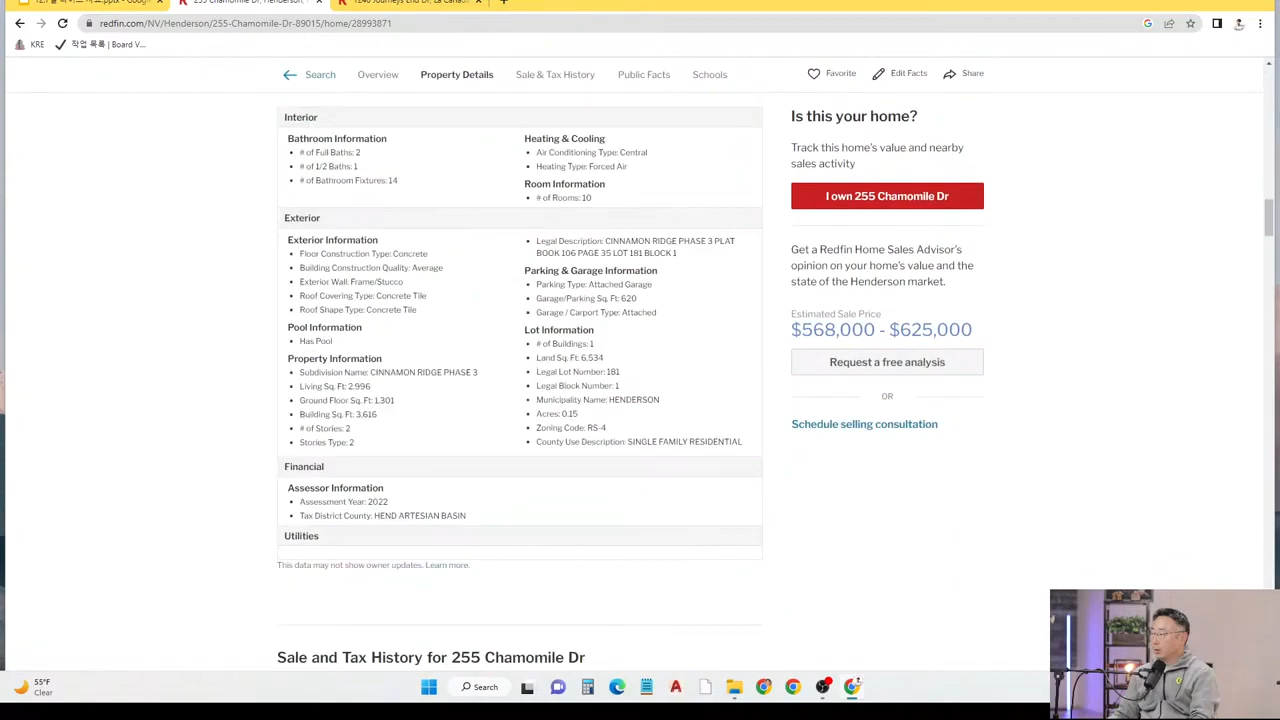 redfin.com/NV/Henderson/255-Chamomile-Dr-89015/home/28993871
KRE
작업 목록 | Board V...
Search
Overview
Property Details
Sale & Tax History
Public Facts
Schools
Favorite
Edit Facts
Share
Interior
Bathroom Information
# of Full Baths: 2
# of 1/2 Baths: 1
# of Bathroom Fixtures: 14
Heating & Cooling
Air Conditioning Type: Central
Heating Type: Forced Air
Room Information
# of Rooms: 10
Exterior
Exterior Information
Floor Construction Type: Concrete
Building Construction Quality: Average
Exterior Wall: Frame/Stucco
Roof Covering Type: Concrete Tile
Roof Shape Type: Concrete Tile
Pool Information
Has Pool
Property Information
Subdivision Name: CINNAMON RIDGE PHASE 3
Living Sq. Ft: 2,996
Ground Floor Sq. Ft: 1,301
Building Sq. Ft: 3,616
# of Stories: 2
Stories Type: 2
Legal Description: CINNAMON RIDGE PHASE 3 PLAT
BOOK 106 PAGE 35 LOT 181 BLOCK 1
Parking & Garage Information
Parking Type: Attached Garage
Garage/Parking Sq. Ft: 620
Garage / Carport Type: Attached
Lot Information
# of Buildings: 1
Land Sq. Ft: 6,534
Legal Lot Number: 181
Legal Block Number: 1
Municipality Name: HENDERSON
Acres: 0.15
Zoning Code: RS-4
County Use Description: SINGLE FAMILY RESIDENTIAL
Financial
Assessor Information
Assessment Year: 2022
Tax District County: HEND ARTESIAN BASIN
Utilities
This data may not show owner updates. Learn more.
Sale and Tax History for 255 Chamomile Dr
Is this your home?
Track this home's value and nearby
sales activity
I own 255 Chamomile Dr
Get a Redfin Home Sales Advisor's
opinion on your home's value and the
state of the Henderson market.
Estimated Sale Price
$568,000 - $625,000
Request a free analysis
OR
Schedule selling consultation
55°F
Clear
Search